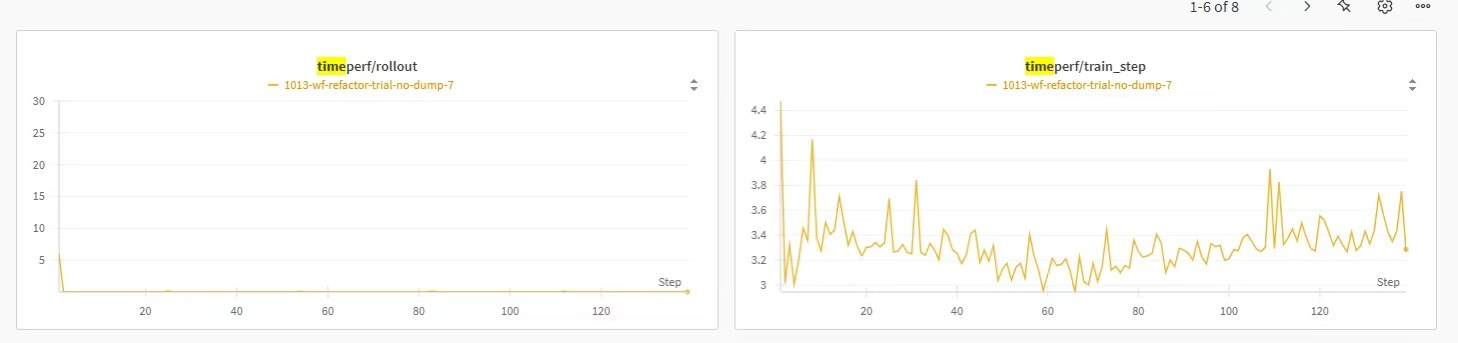 1-6 of 8
timeperf/rollout
1013-wf-refactor-trial-no-dump-7
30
25
20
15
10
5
Step
20 40 60 80 100 120
timeperf/train_step
1013-wf-refactor-trial-no-dump-7
4.4
4.2
4
3.8
3.6
3.4
3.2
3
Step
20 40 60 80 100 120